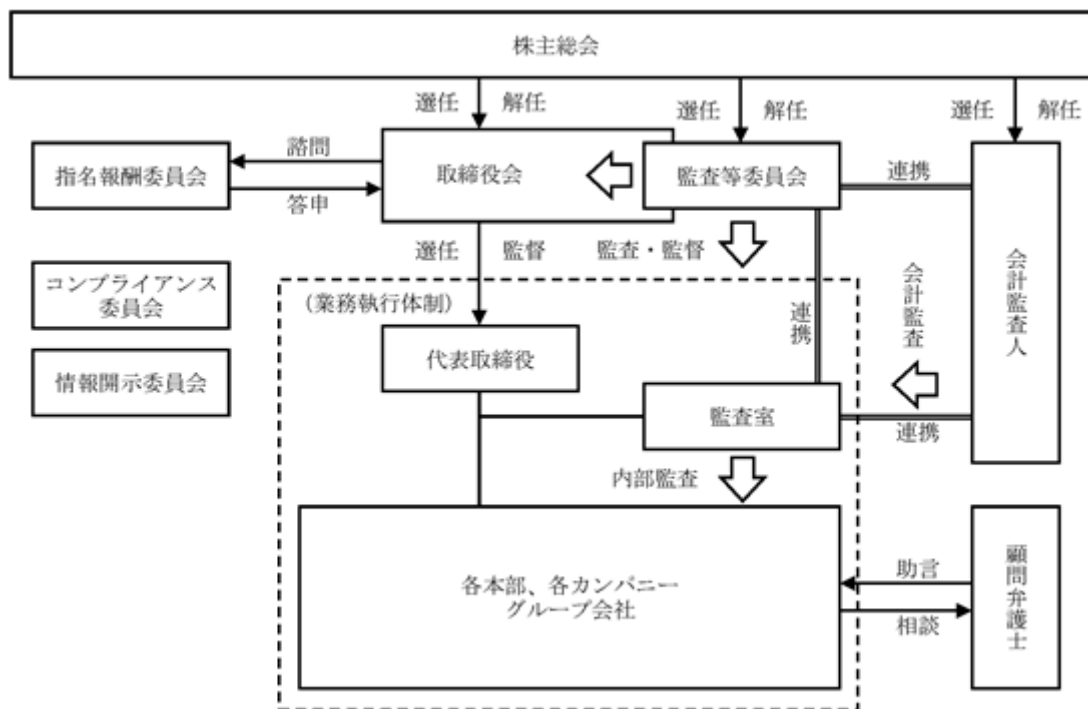 株主総会
選任 解任
選任 解任
選任 解任
指名報酬委員会
諮問
答申
取締役会
監査等委員会
連携
会計監査人
選任 監督
監査・監督
コンプライアンス
委員会
情報開示委員会
(業務執行体制)
代表取締役
連携
会計監査
監査室
連携
内部監査
各本部、各カンパニー
グループ会社
助言
相談
顧問弁護士